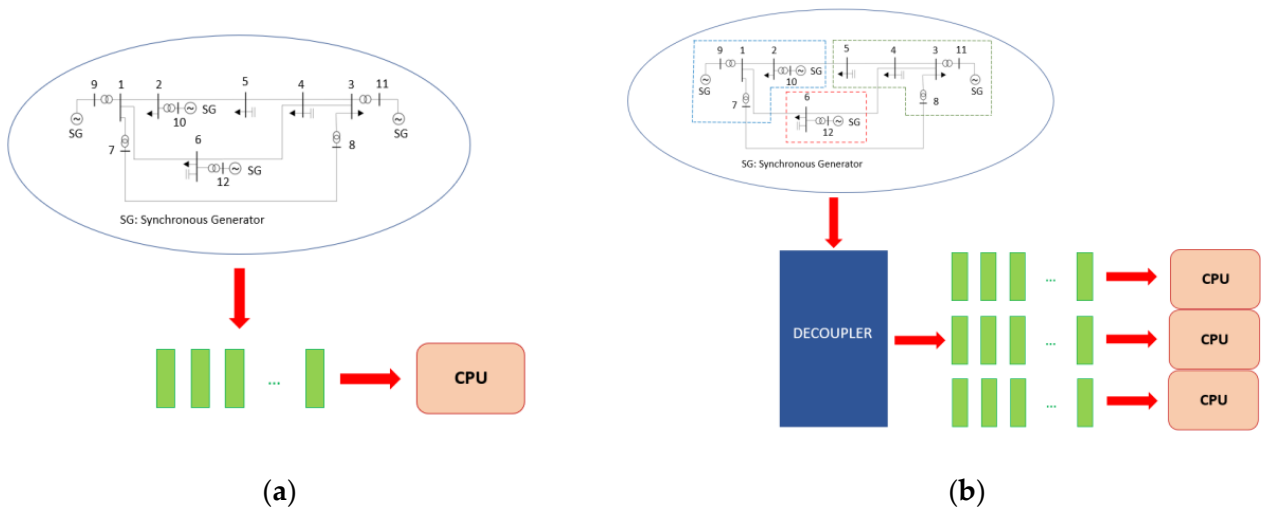 9 1 2 5 4 3 11
SG 10 SG
6
7 8
12 SG
SG
SG: Synchronous Generator
...
CPU
(a)
9 1 2 5 4 3 11
SG 10 SG
6
7 8
12 SG
SG
SG: Synchronous Generator
DECOUPLER
... CPU
... CPU
... CPU
(b)